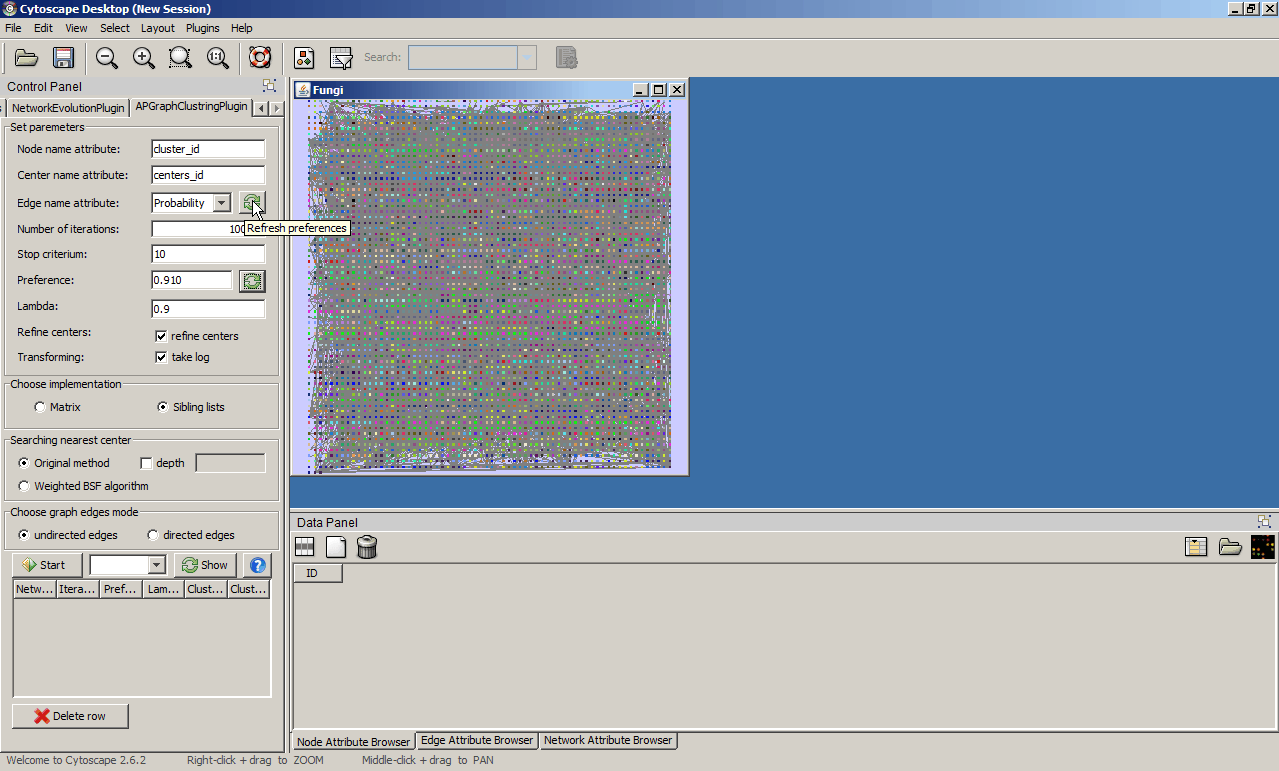 Cytoscape Desktop (New Session)
File Edit View Select Layout Plugins Help
1:1
Search:
Control Panel
NetworkEvolutionPlugin APGraphClustringPlugin
Fungi
Set paremeters
Node name attribute: cluster_id
Center name attribute: centers_id
Edge name attribute: Probability
Refresh preferences
Number of iterations: 100
Stop criterium: 10
Preference: 0.910
Lambda: 0.9
Refine centers: refine centers
Transforming: take log
Choose implementation
Matrix Sibling lists
Searching nearest center
Original method depth
Weighted BSF algorithm
Choose graph edges mode
undirected edges directed edges
Start Show ?
Netw... Itera... Pref... Lam... Clust... Clust...
Delete row
Data Panel
ID
Node Attribute Browser Edge Attribute Browser Network Attribute Browser
Welcome to Cytoscape 2.6.2 Right-click + drag to ZOOM Middle-click + drag to PAN